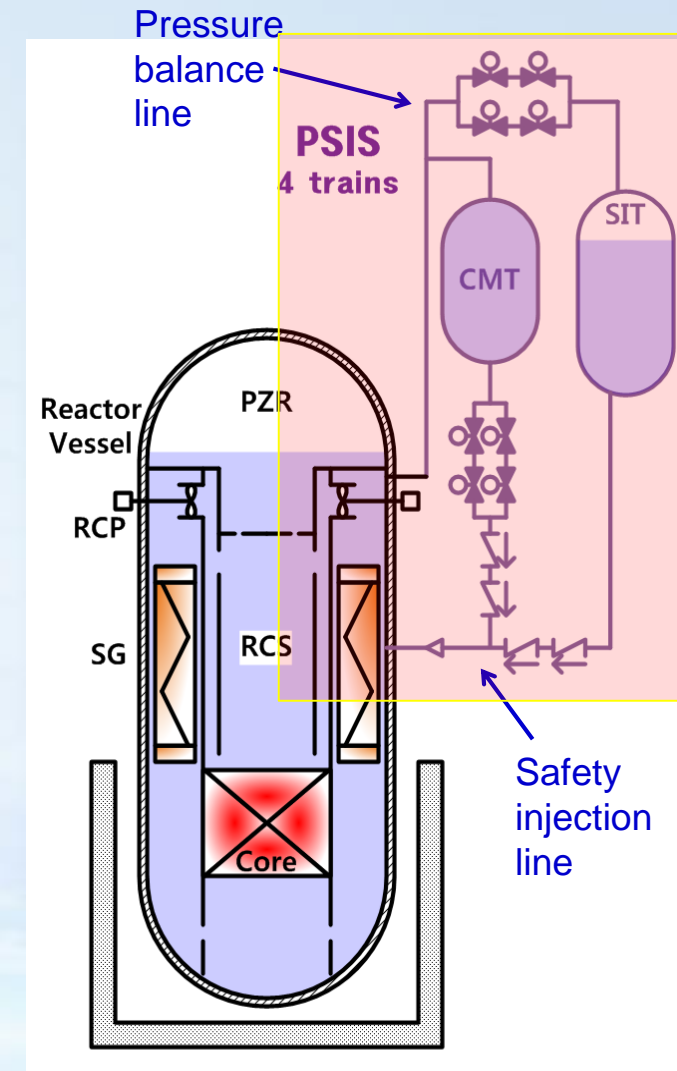 Pressure
balance
line
PSIS
4 trains
SIT
CMT
PZR
Reactor
Vessel
RCP
SG
RCS
Safety
injection
line
Core